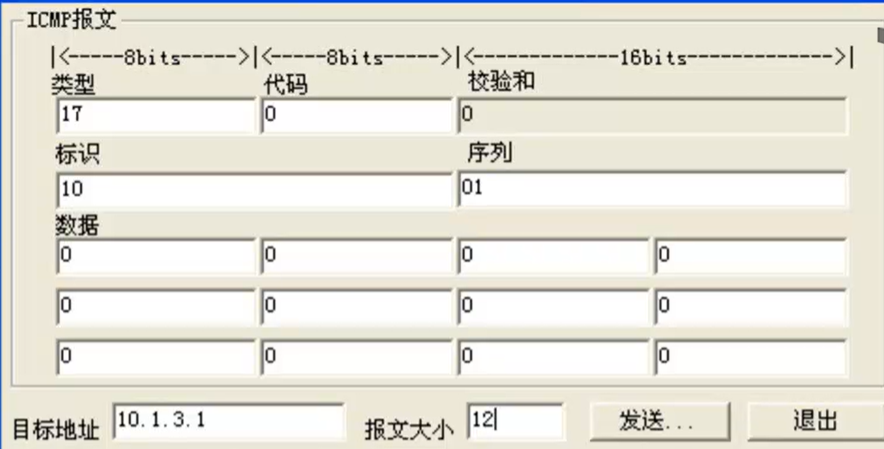 ICMP报文
|<-----8bits----->|<-----8bits----->|<------------16bits------------>|
类型 代码 校验和
17 0 0
标识 序列
10 01
数据
0 0 0 0
0 0 0 0
0 0 0 0
目标地址 10.1.3.1 报文大小 12 发送... 退出